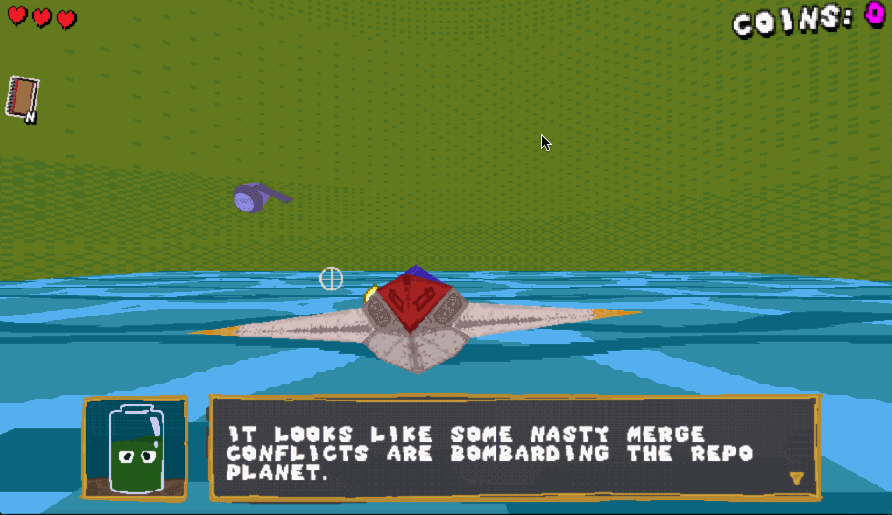 COINS: 0
N
IT LOOKS LIKE SOME NASTY MERGE
CONFLICTS ARE BOMBARDING THE REPO
PLANET.